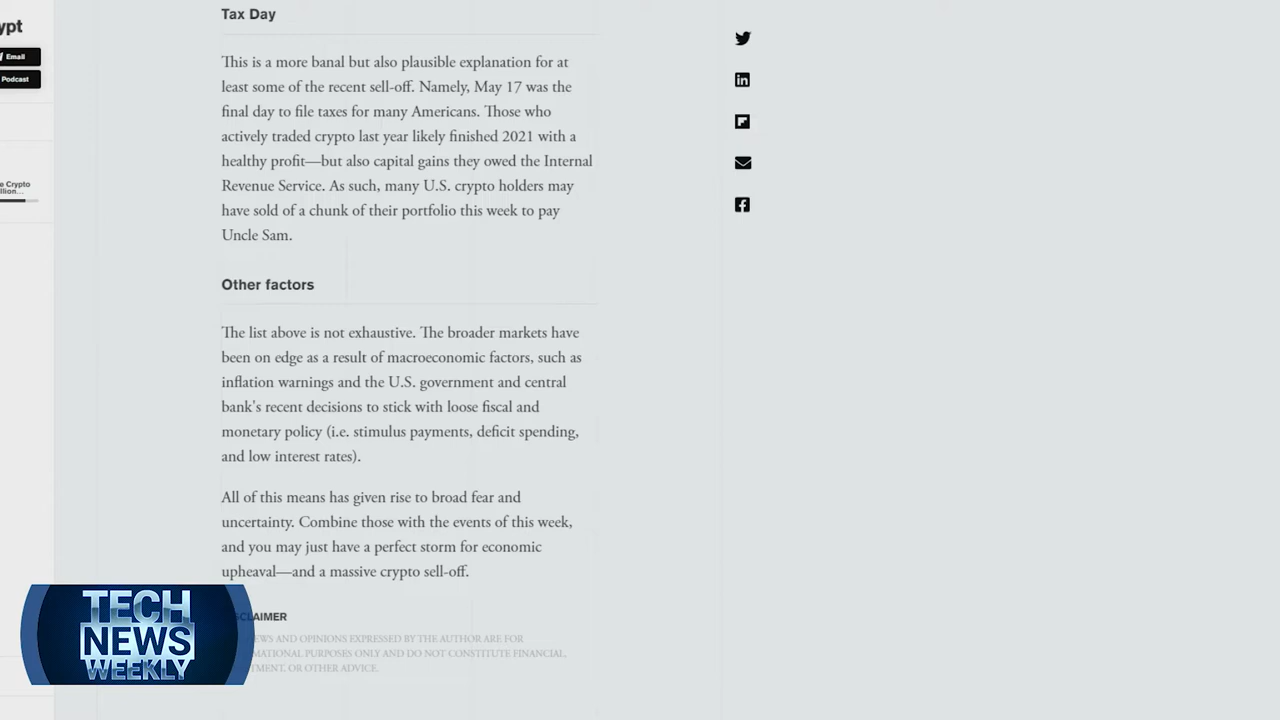 ypt
Email
Podcast
e Crypto
llion...
Tax Day
This is a more banal but also plausible explanation for at
least some of the recent sell-off. Namely, May 17 was the
final day to file taxes for many Americans. Those who
actively traded crypto last year likely finished 2021 with a
healthy profit—but also capital gains they owed the Internal
Revenue Service. As such, many U.S. crypto holders may
have sold of a chunk of their portfolio this week to pay
Uncle Sam.
Other factors
The list above is not exhaustive. The broader markets have
been on edge as a result of macroeconomic factors, such as
inflation warnings and the U.S. government and central
bank's recent decisions to stick with loose fiscal and
monetary policy (i.e. stimulus payments, deficit spending,
and low interest rates).
All of this means has given rise to broad fear and
uncertainty. Combine those with the events of this week,
and you may just have a perfect storm for economic
upheaval—and a massive crypto sell-off.
CLAIMER
EWS AND OPINIONS EXPRESSED BY THE AUTHOR ARE FOR
MATIONAL PURPOSES ONLY AND DO NOT CONSTITUTE FINANCIAL,
TMENT, OR OTHER ADVICE.
TECH
NEWS
WEEKLY